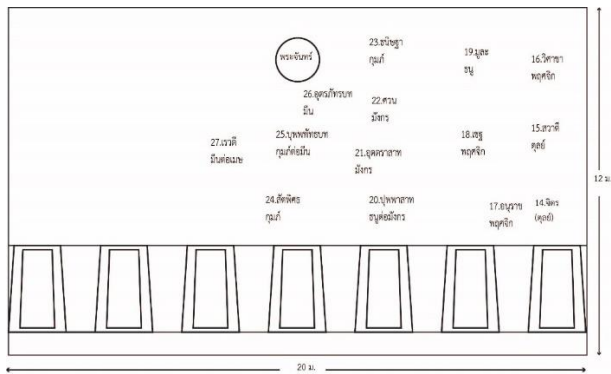 พระจันทร์
23.ธนิษฐา
กุมภ์
19.มูละ
ธนู
16.วิศาขา
พฤศจิก
26.อุตรภัทรบท
มีน
22.ศวน
มังกร
27.เรวดี
มีนต่อเมษ
25.บุพพภัทธบท
กุมภ์ต่อมีน
21.อุตตราสาท
มังกร
18.เชฐ
พฤศจิก
15.สวาตี
ตุลย์
24.สัตพิศธ
กุมภ์
20.บุพพาสาท
ธนูต่อมังกร
17.อนุราช
พฤศจิก
14.จิตร
(ตุลย์)
12 ม.
20 ม.